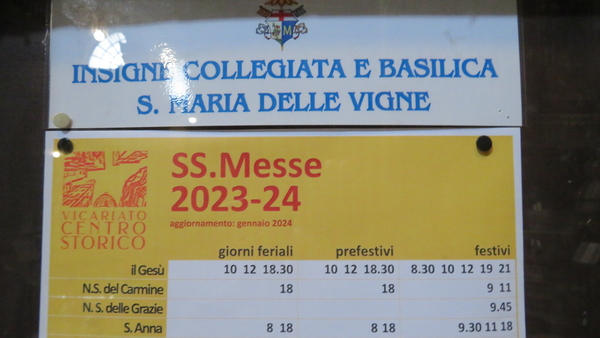 INSIGNE COLLEGIATA E BASILICA
S. MARIA DELLE VIGNE
SS.Messe
2023-24
aggiornamento: gennaio 2024
VICARIATO
CENTRO
STORICO
giorni feriali prefestivi festivi
il Gesù 10 12 18.30 10 12 18.30 8.30 10 12 19 21
N.S. del Carmine 18 18 9 11
N. S. delle Grazie 9.45
S. Anna 8 18 8 18 9.30 11 18